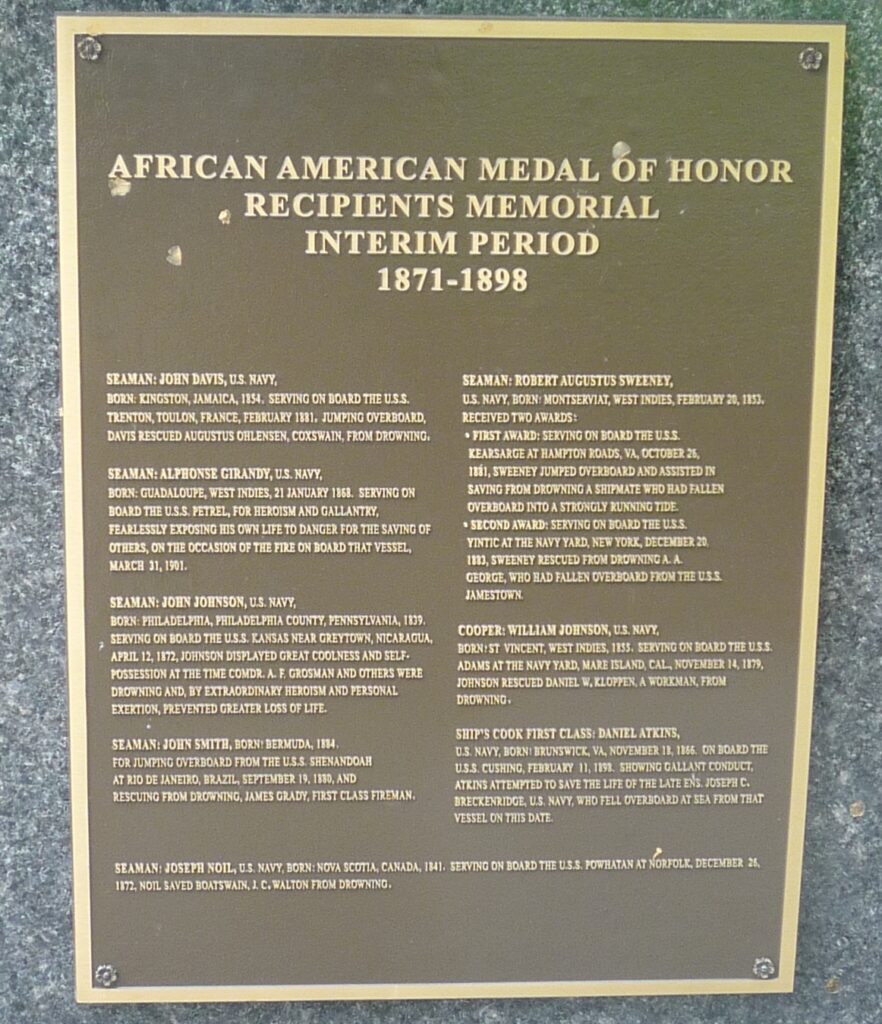 AFRICAN AMERICAN MEDAL OF HONOR
RECIPIENTS MEMORIAL
INTERIM PERIOD
1871-1898
SEAMAN: JOHN DAVIS, U.S. NAVY,
BORN: KINGSTON, JAMAICA, 1854. SERVING ON BOARD THE U.S.S.
TRENTON, TOULON, FRANCE, FEBRUARY 1881. JUMPING OVERBOARD,
DAVIS RESCUED AUGUSTUS OHLENSEN, COXSWAIN, FROM DROWNING.
SEAMAN: ALPHONSE GIRANDY, U.S. NAVY,
BORN: GUADALOUPE, WEST INDIES, 21 JANUARY 1868. SERVING ON
BOARD THE U.S.S. PETREL, FOR HEROISM AND GALLANTRY,
FEARLESSLY EXPOSING HIS OWN LIFE TO DANGER FOR THE SAVING OF
OTHERS, ON THE OCCASION OF THE FIRE ON BOARD THAT VESSEL,
MARCH 31, 1901.
SEAMAN: JOHN JOHNSON, U.S. NAVY,
BORN: PHILADELPHIA, PHILADELPHIA COUNTY, PENNSYLVANIA, 1839.
SERVING ON BOARD THE U.S.S. KANSAS NEAR GREYTOWN, NICARAGUA,
APRIL 12, 1872, JOHNSON DISPLAYED GREAT COOLNESS AND SELF-
POSSESSION AT THE TIME COMDR. A. F. GROSMAN AND OTHERS WERE
DROWNING AND, BY EXTRAORDINARY HEROISM AND PERSONAL
EXERTION, PREVENTED GREATER LOSS OF LIFE.
SEAMAN: JOHN SMITH, BORN: BERMUDA, 1884.
FOR JUMPING OVERBOARD FROM THE U.S.S. SHENANDOAH
AT RIO DE JANEIRO, BRAZIL, SEPTEMBER 19, 1880, AND
RESCUING FROM DROWNING, JAMES GRADY, FIRST CLASS FIREMAN.
SEAMAN: ROBERT AUGUSTUS SWEENEY,
U.S. NAVY, BORN: MONTSERVIAT, WEST INDIES, FEBRUARY 20, 1853.
RECEIVED TWO AWARDS:
• FIRST AWARD: SERVING ON BOARD THE U.S.S.
KEARSARGE AT HAMPTON ROADS, VA, OCTOBER 26,
1881, SWEENEY JUMPED OVERBOARD AND ASSISTED IN
SAVING FROM DROWNING A SHIPMATE WHO HAD FALLEN
OVERBOARD INTO A STRONGLY RUNNING TIDE.
• SECOND AWARD: SERVING ON BOARD THE U.S.S.
YINTIC AT THE NAVY YARD, NEW YORK, DECEMBER 20,
1883, SWEENEY RESCUED FROM DROWNING A. A.
GEORGE, WHO HAD FALLEN OVERBOARD FROM THE U.S.S.
JAMESTOWN.
COOPER: WILLIAM JOHNSON, U.S. NAVY,
BORN: ST VINCENT, WEST INDIES, 1855. SERVING ON BOARD THE U.S.S.
ADAMS AT THE NAVY YARD, MARE ISLAND, CAL., NOVEMBER 14, 1879,
JOHNSON RESCUED DANIEL W. KLOPPEN, A WORKMAN, FROM
DROWNING.
SHIP'S COOK FIRST CLASS: DANIEL ATKINS,
U.S. NAVY, BORN: BRUNSWICK, VA, NOVEMBER 18, 1866. ON BOARD THE
U.S.S. CUSHING, FEBRUARY 11, 1898. SHOWING GALLANT CONDUCT,
ATKINS ATTEMPTED TO SAVE THE LIFE OF THE LATE ENS. JOSEPH C.
BRECKENRIDGE, U.S. NAVY, WHO FELL OVERBOARD AT SEA FROM THAT
VESSEL ON THIS DATE.
SEAMAN: JOSEPH NOIL, U.S. NAVY, BORN: NOVA SCOTIA, CANADA, 1841. SERVING ON BOARD THE U.S.S. POWHATAN AT NORFOLK, DECEMBER 26,
1872, NOIL SAVED BOATSWAIN, J. C. WALTON FROM DROWNING.